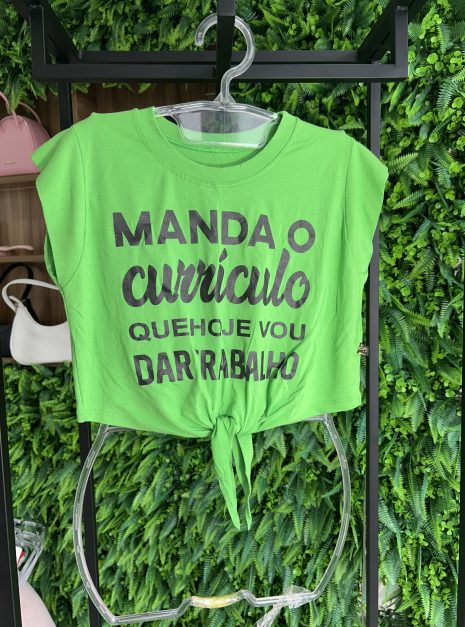 MANDA O
currículo
QUE HOJE VOU
DAR TRABALHO